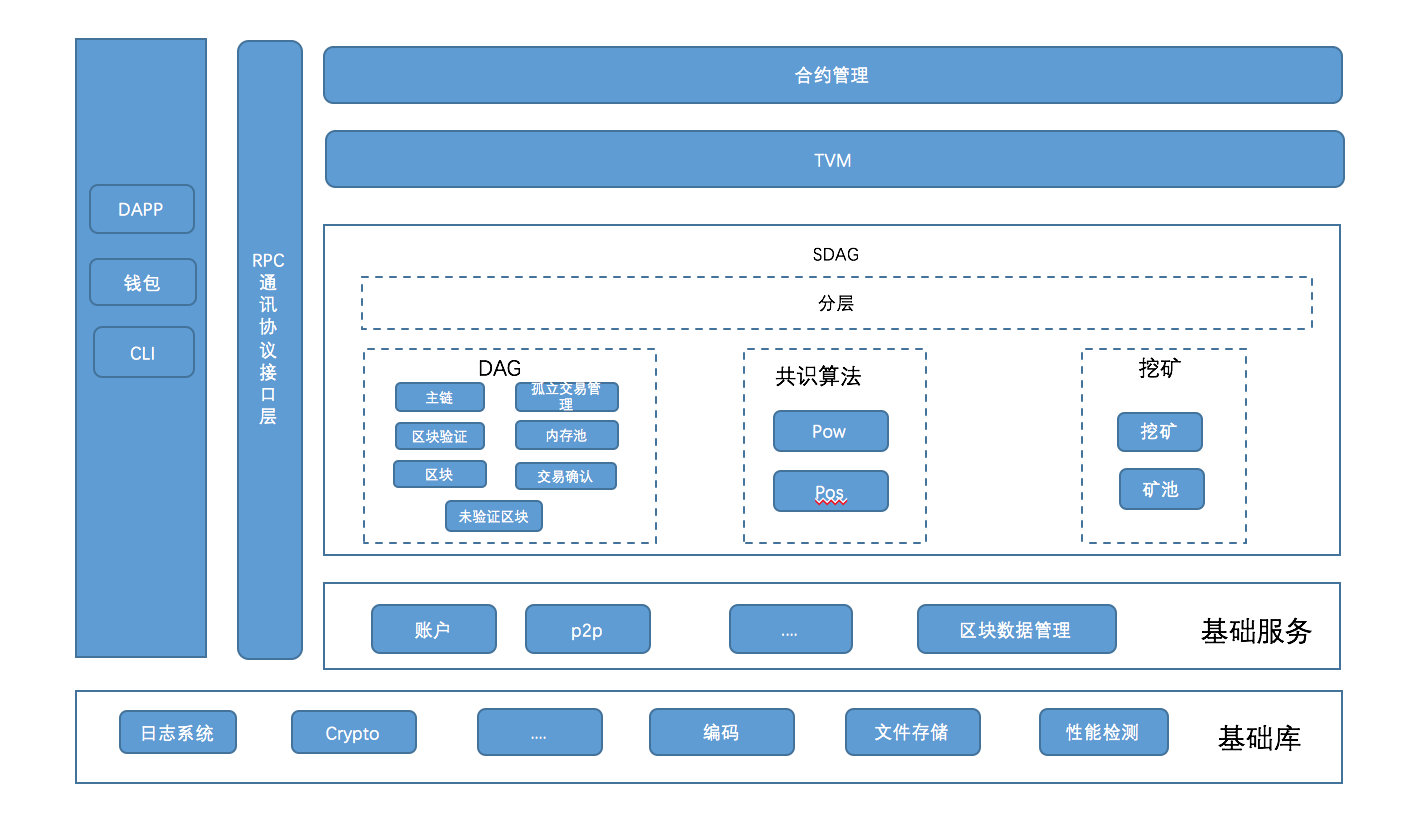 DAPP
钱包
CLI
RPC
通
讯
协
议
接
口
层
合约管理
TVM
SDAG
分层
DAG
主链
孤立交易管
理
区块验证
内存池
区块
交易确认
未验证区块
共识算法
Pow
Pos
挖矿
挖矿
矿池
账户
p2p
....
区块数据管理
基础服务
日志系统
Crypto
....
编码
文件存储
性能检测
基础库